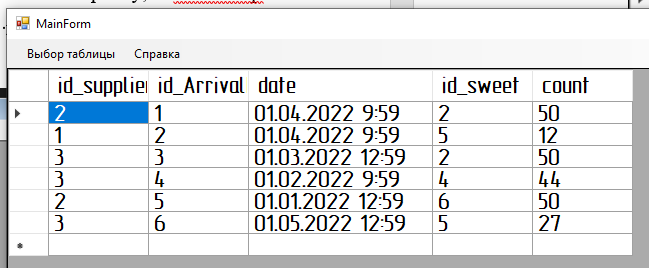 MainForm
Выбор таблицы Справка
id_supplier id_Arrival date id_sweet count
2 1 01.04.2022 9:59 2 50
1 2 01.04.2022 9:59 5 12
3 3 01.03.2022 12:59 2 50
3 4 01.02.2022 9:59 4 44
2 5 01.01.2022 12:59 6 50
3 6 01.05.2022 12:59 5 27